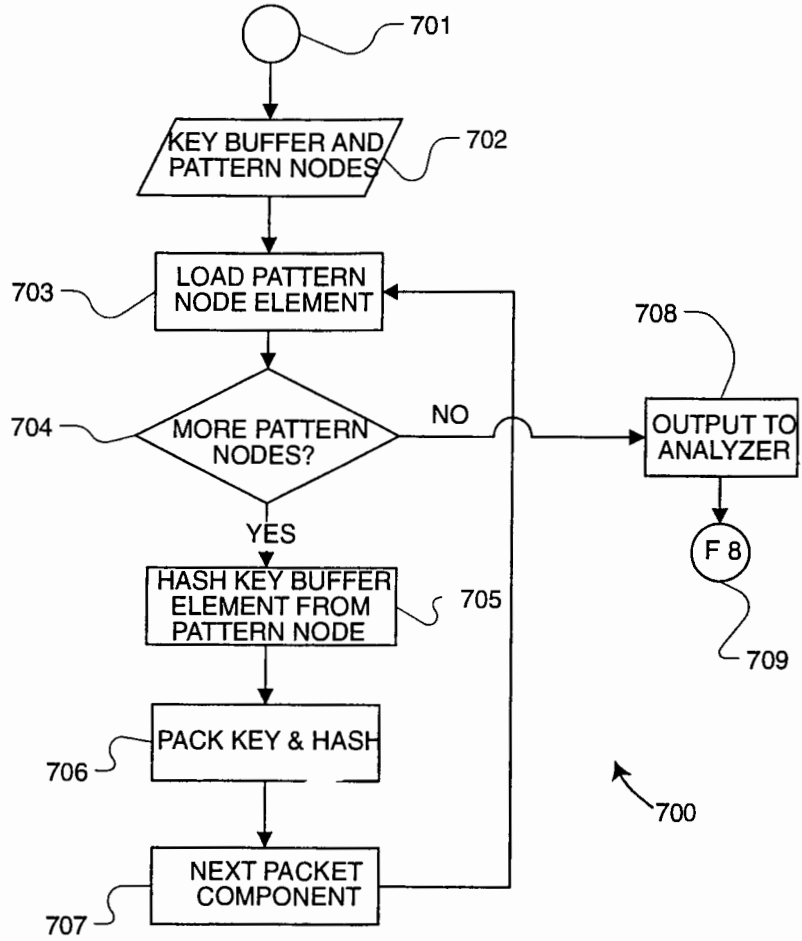 701
KEY BUFFER AND
PATTERN NODES
702
LOAD PATTERN
NODE ELEMENT
703
708
MORE PATTERN
NODES?
704
NO
OUTPUT TO
ANALYZER
YES
F 8
HASH KEY BUFFER
ELEMENT FROM
PATTERN NODE
705
709
PACK KEY & HASH
706
700
NEXT PACKET
COMPONENT
707